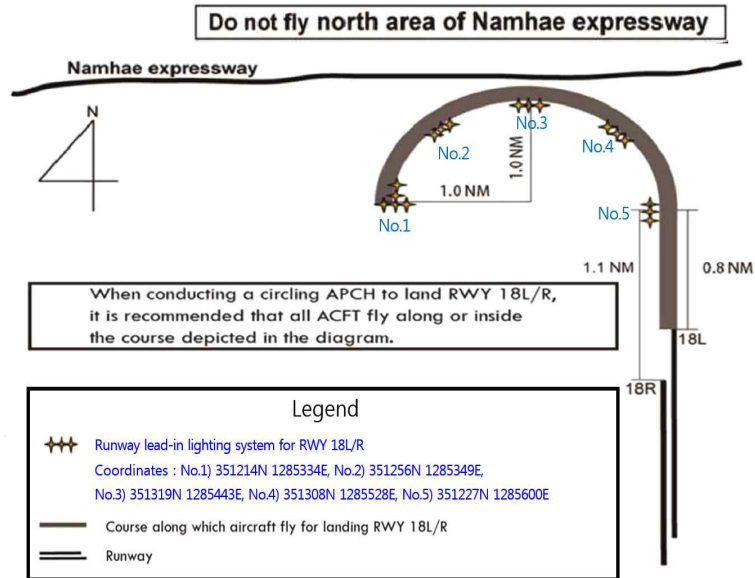 Do not fly north area of Namhae expressway
Namhae expressway
N
No.3
No.2
No.4
1.0 NM
1.0 NM
No.1
No.5
1.1 NM
0.8 NM
When conducting a circling APCH to land RWY 18L/R,
it is recommended that all ACFT fly along or inside
the course depicted in the diagram.
18L
18R
Legend
Runway lead-in lighting system for RWY 18L/R
Coordinates : No.1) 351214N 1285334E, No.2) 351256N 1285349E,
No.3) 351319N 1285443E, No.4) 351308N 1285528E, No.5) 351227N 1285600E
Course along which aircraft fly for landing RWY 18L/R
Runway